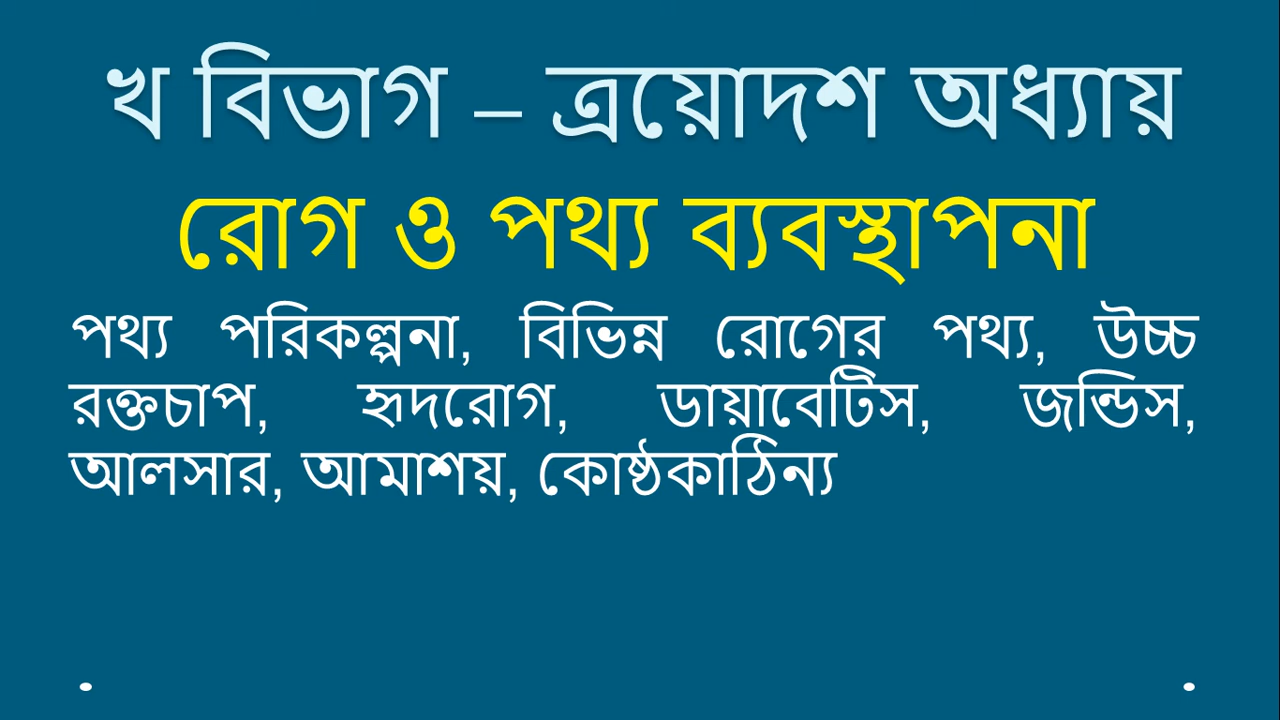 খ বিভাগ – ত্রয়োদশ অধ্যায়
রোগ ও পথ্য ব্যবস্থাপনা
পথ্য পরিকল্পনা, বিভিন্ন রোগের পথ্য, উচ্চ
রক্তচাপ, হৃদরোগ, ডায়াবেটিস, জন্ডিস,
আলসার, আমাশয়, কোষ্ঠকাঠিন্য